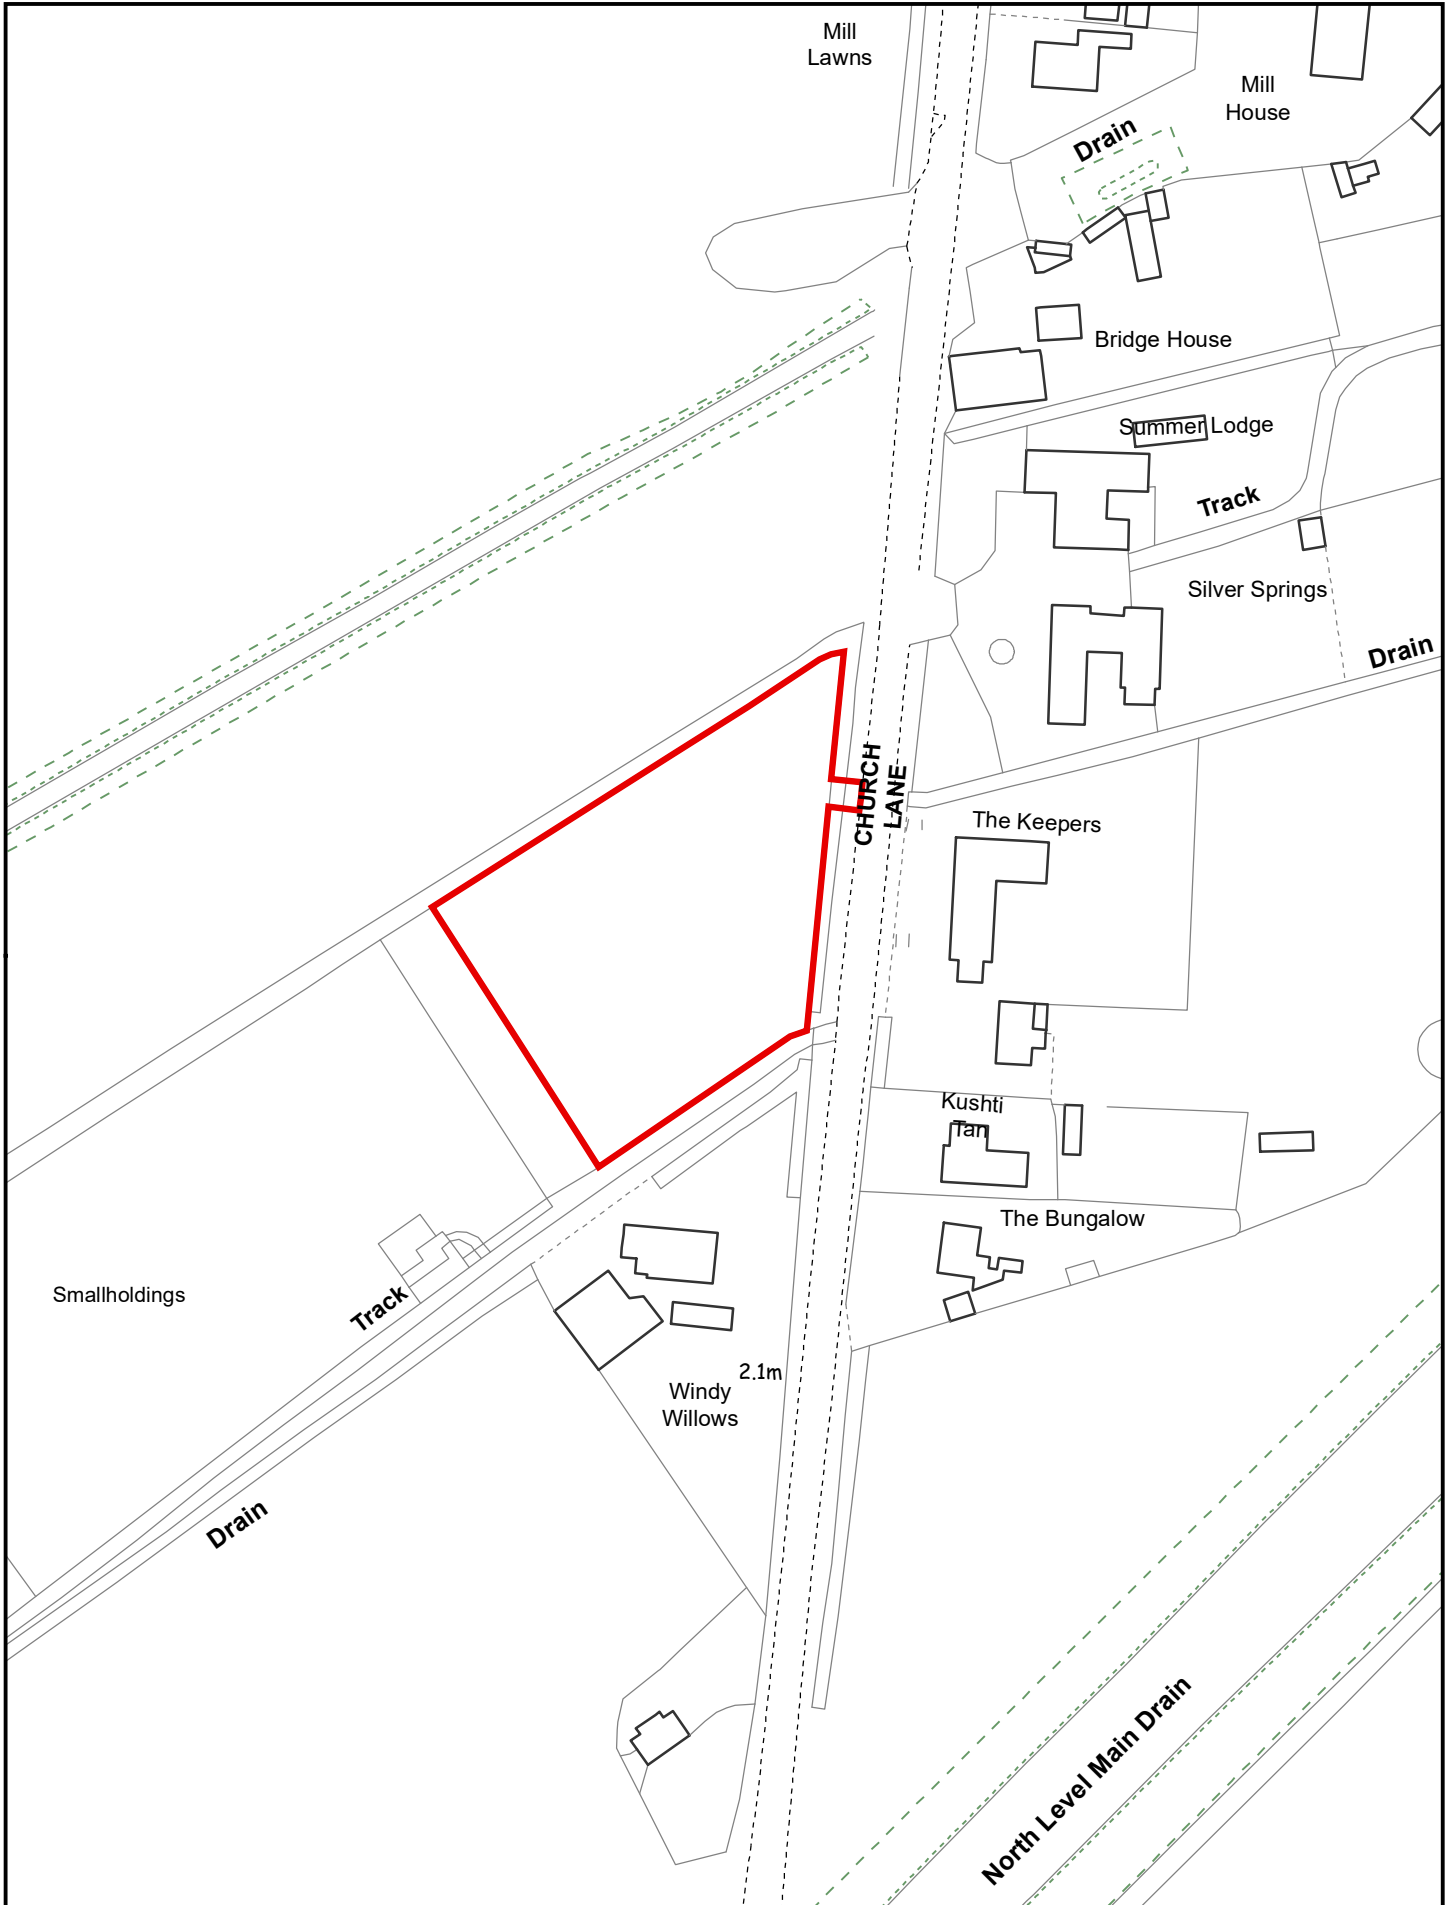 Mill
Lawns
Mill
House
Drain
Bridge House
Summer Lodge
Track
Silver Springs
Drain
CHURCH
LANE
The Keepers
Kushti
Tan
The Bungalow
Smallholdings
Track
2.1m
Windy
Willows
Drain
North Level Main Drain